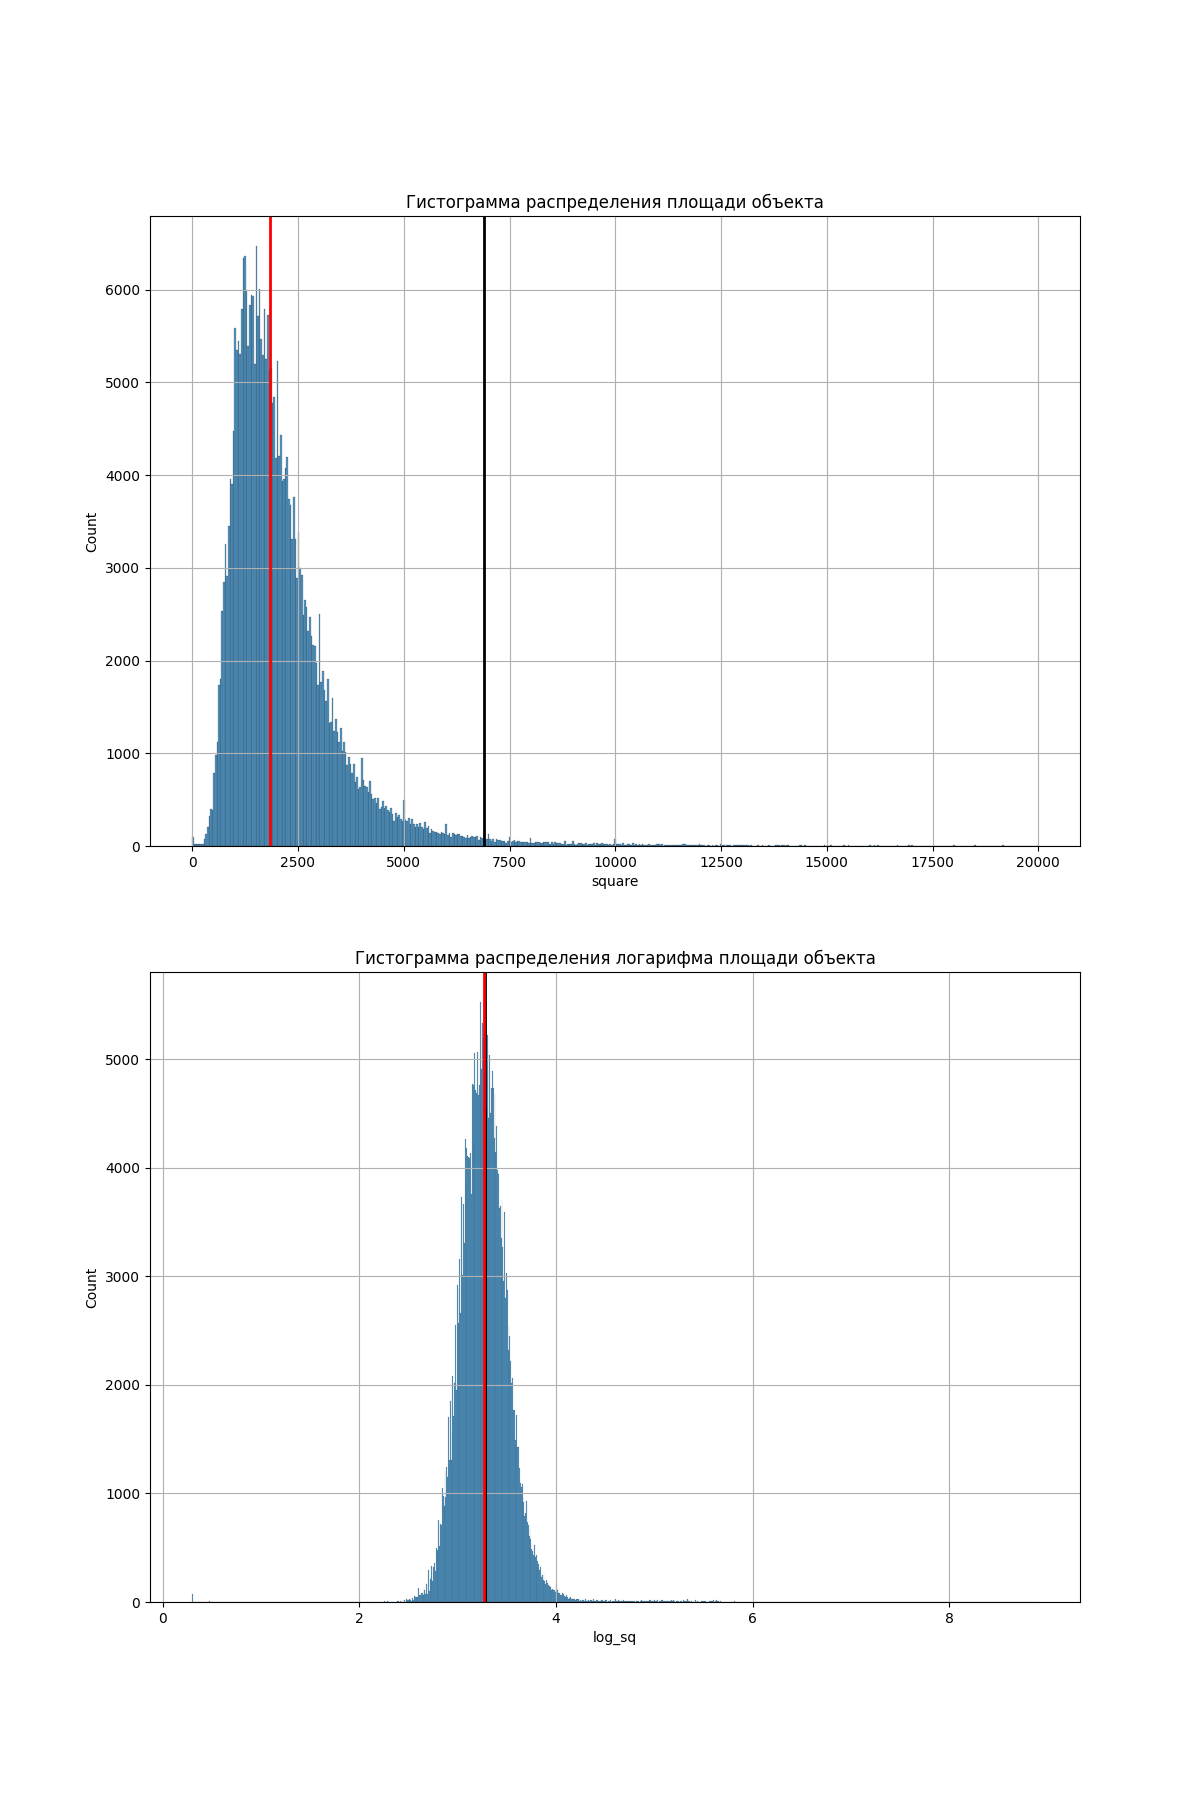 Гистограмма распределения площади объекта
6000
5000
4000
3000
2000
1000
0
Count
0 2500 5000 7500 10000 12500 15000 17500 20000
square
Гистограмма распределения логарифма площади объекта
5000
4000
3000
2000
1000
0
Count
0 2 4 6 8
log_sq